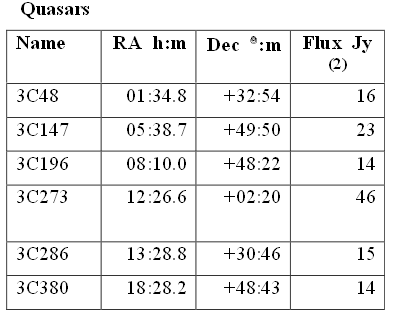 Quasars
Name RA h:m Dec º:m Flux Jy
(2)
3C48 01:34.8 +32:54 16
3C147 05:38.7 +49:50 23
3C196 08:10.0 +48:22 14
3C273 12:26.6 +02:20 46
3C286 13:28.8 +30:46 15
3C380 18:28.2 +48:43 14